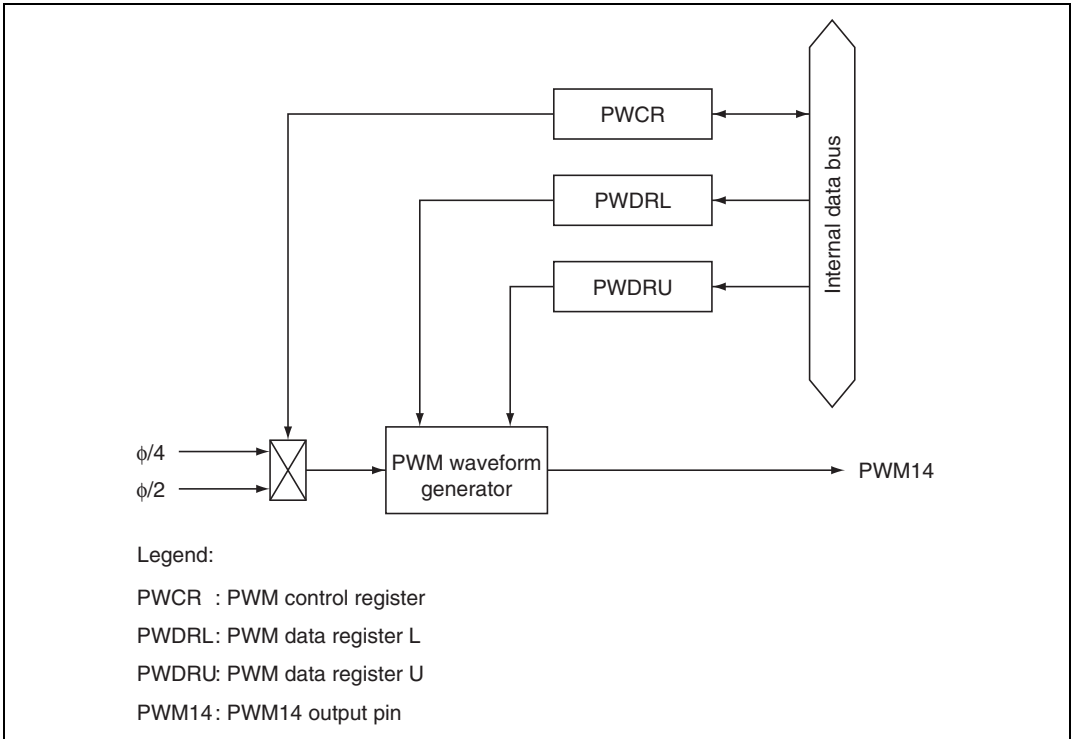 PWCR
PWDRL
PWDRU
Internal data bus
ϕ/4
ϕ/2
PWM waveform
generator
PWM14
Legend:
PWCR : PWM control register
PWDRL: PWM data register L
PWDRU: PWM data register U
PWM14: PWM14 output pin